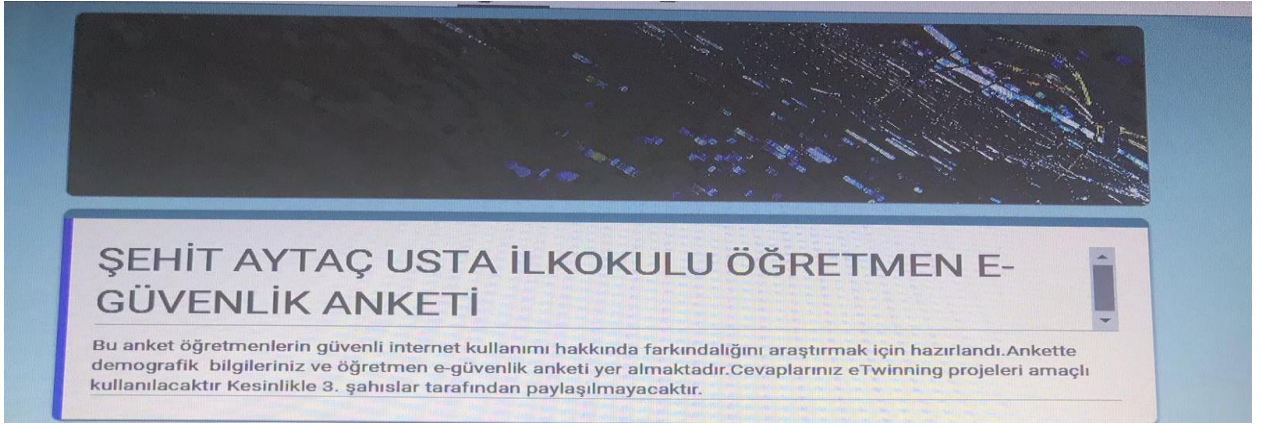 ŞEHİT AYTAÇ USTA İLKOKULU ÖĞRETMEN E-
GÜVENLİK ANKETİ
Bu anket öğretmenlerin güvenli internet kullanımı hakkında farkındalığını araştırmak için hazırlandı.Ankette
demografik  bilgileriniz ve öğretmen e-güvenlik anketi yer almaktadır.Cevaplarınız eTwinning projeleri amaçlı
kullanılacaktır Kesinlikle 3. şahıslar tarafından paylaşılmayacaktır.